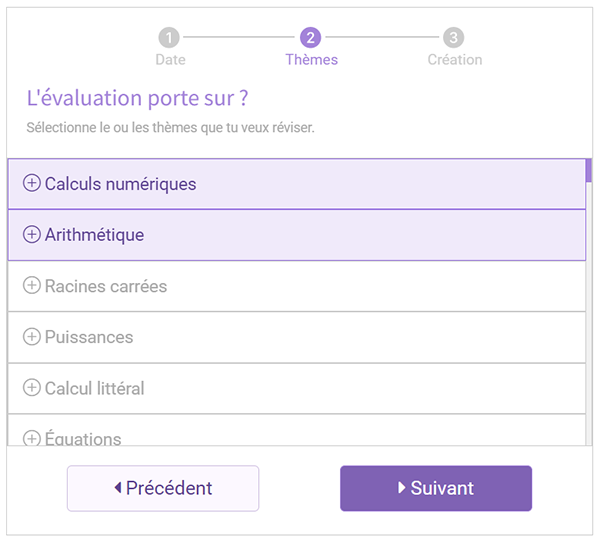 1 2 3
Date Thèmes Création
L'évaluation porte sur ?
Sélectionne le ou les thèmes que tu veux réviser.
Calculs numériques
Arithmétique
Racines carrées
Puissances
Calcul littéral
Équations
Précédent Suivant